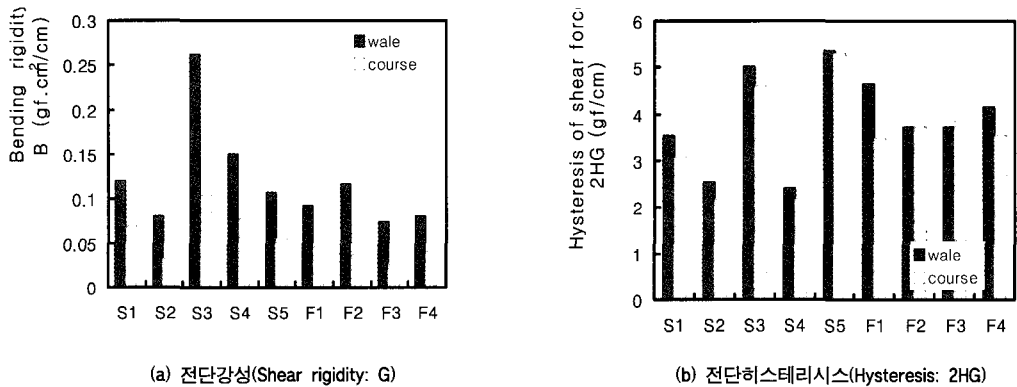 Bending rigidity
B (gf.cm²/cm)
0.3
0.25
0.2
0.15
0.1
0.05
0
wale
course
S1 S2 S3 S4 S5 F1 F2 F3 F4
(a) 전단강성(Shear rigidity: G)
Hysteresis of shear forc
2HG (gf/cm)
6
5
4
3
2
1
0
wale
course
S1 S2 S3 S4 S5 F1 F2 F3 F4
(b) 전단히스테리시스(Hysteresis: 2HG)